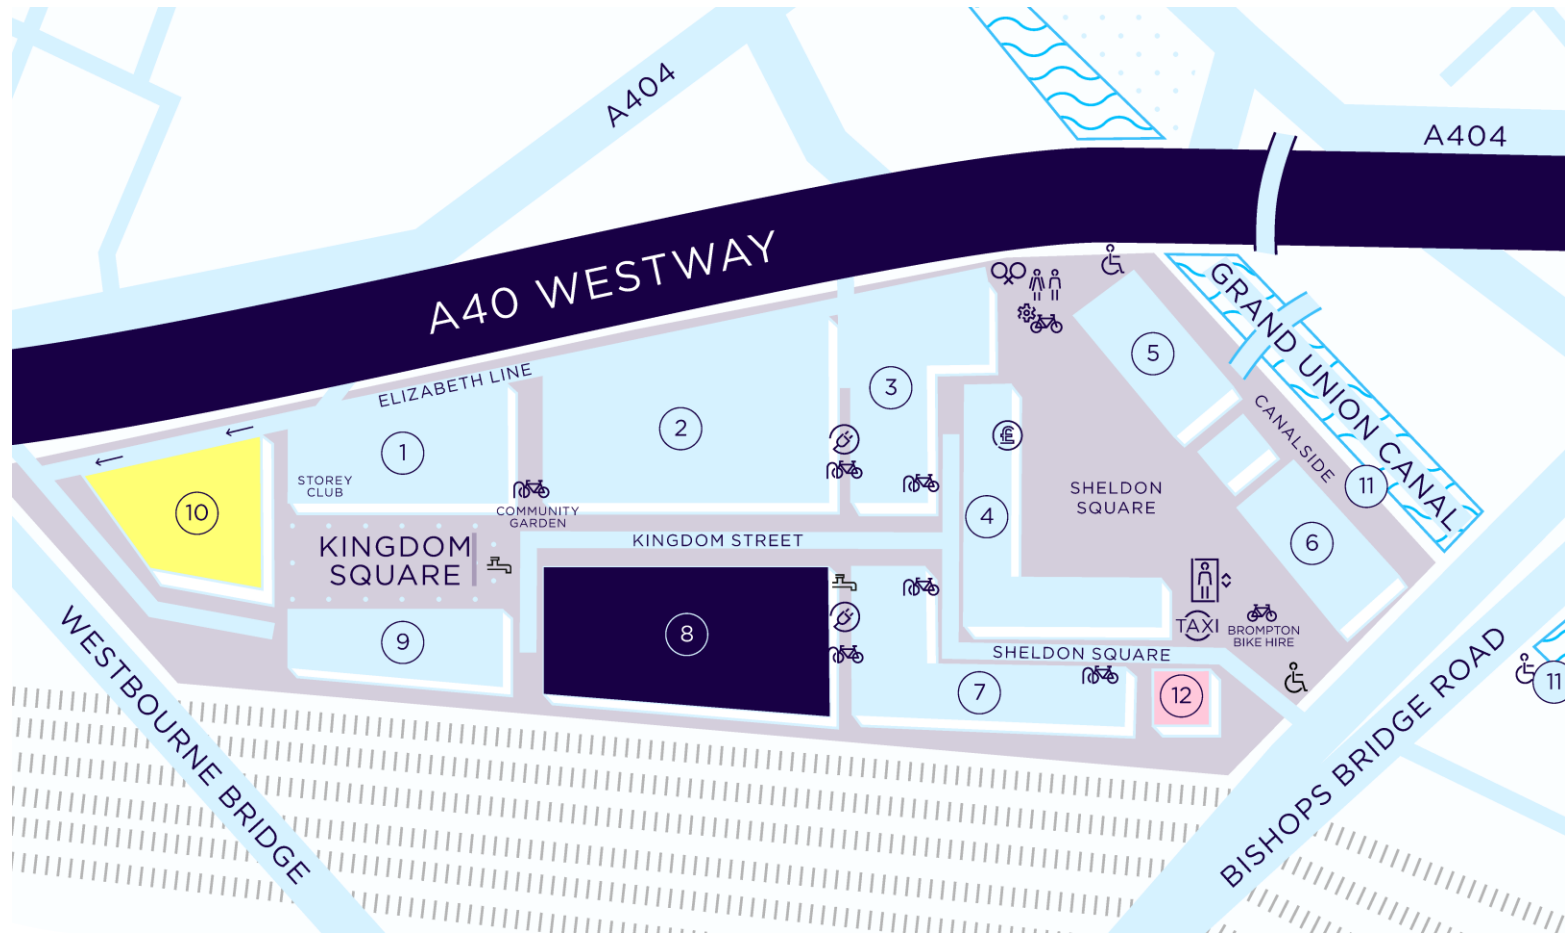 A404
A404
A40 WESTWAY
GRAND UNION CANAL
ELIZABETH LINE
5
3
1
2
CANALSIDE
STOREY
CLUB
£
11
10
COMMUNITY
GARDEN
SHELDON
SQUARE
4
KINGDOM
SQUARE
KINGDOM STREET
6
9
8
TAXI
BROMPTON
BIKE HIRE
SHELDON SQUARE
7
12
11
WESTBOURNE BRIDGE
BISHOPS BRIDGE ROAD